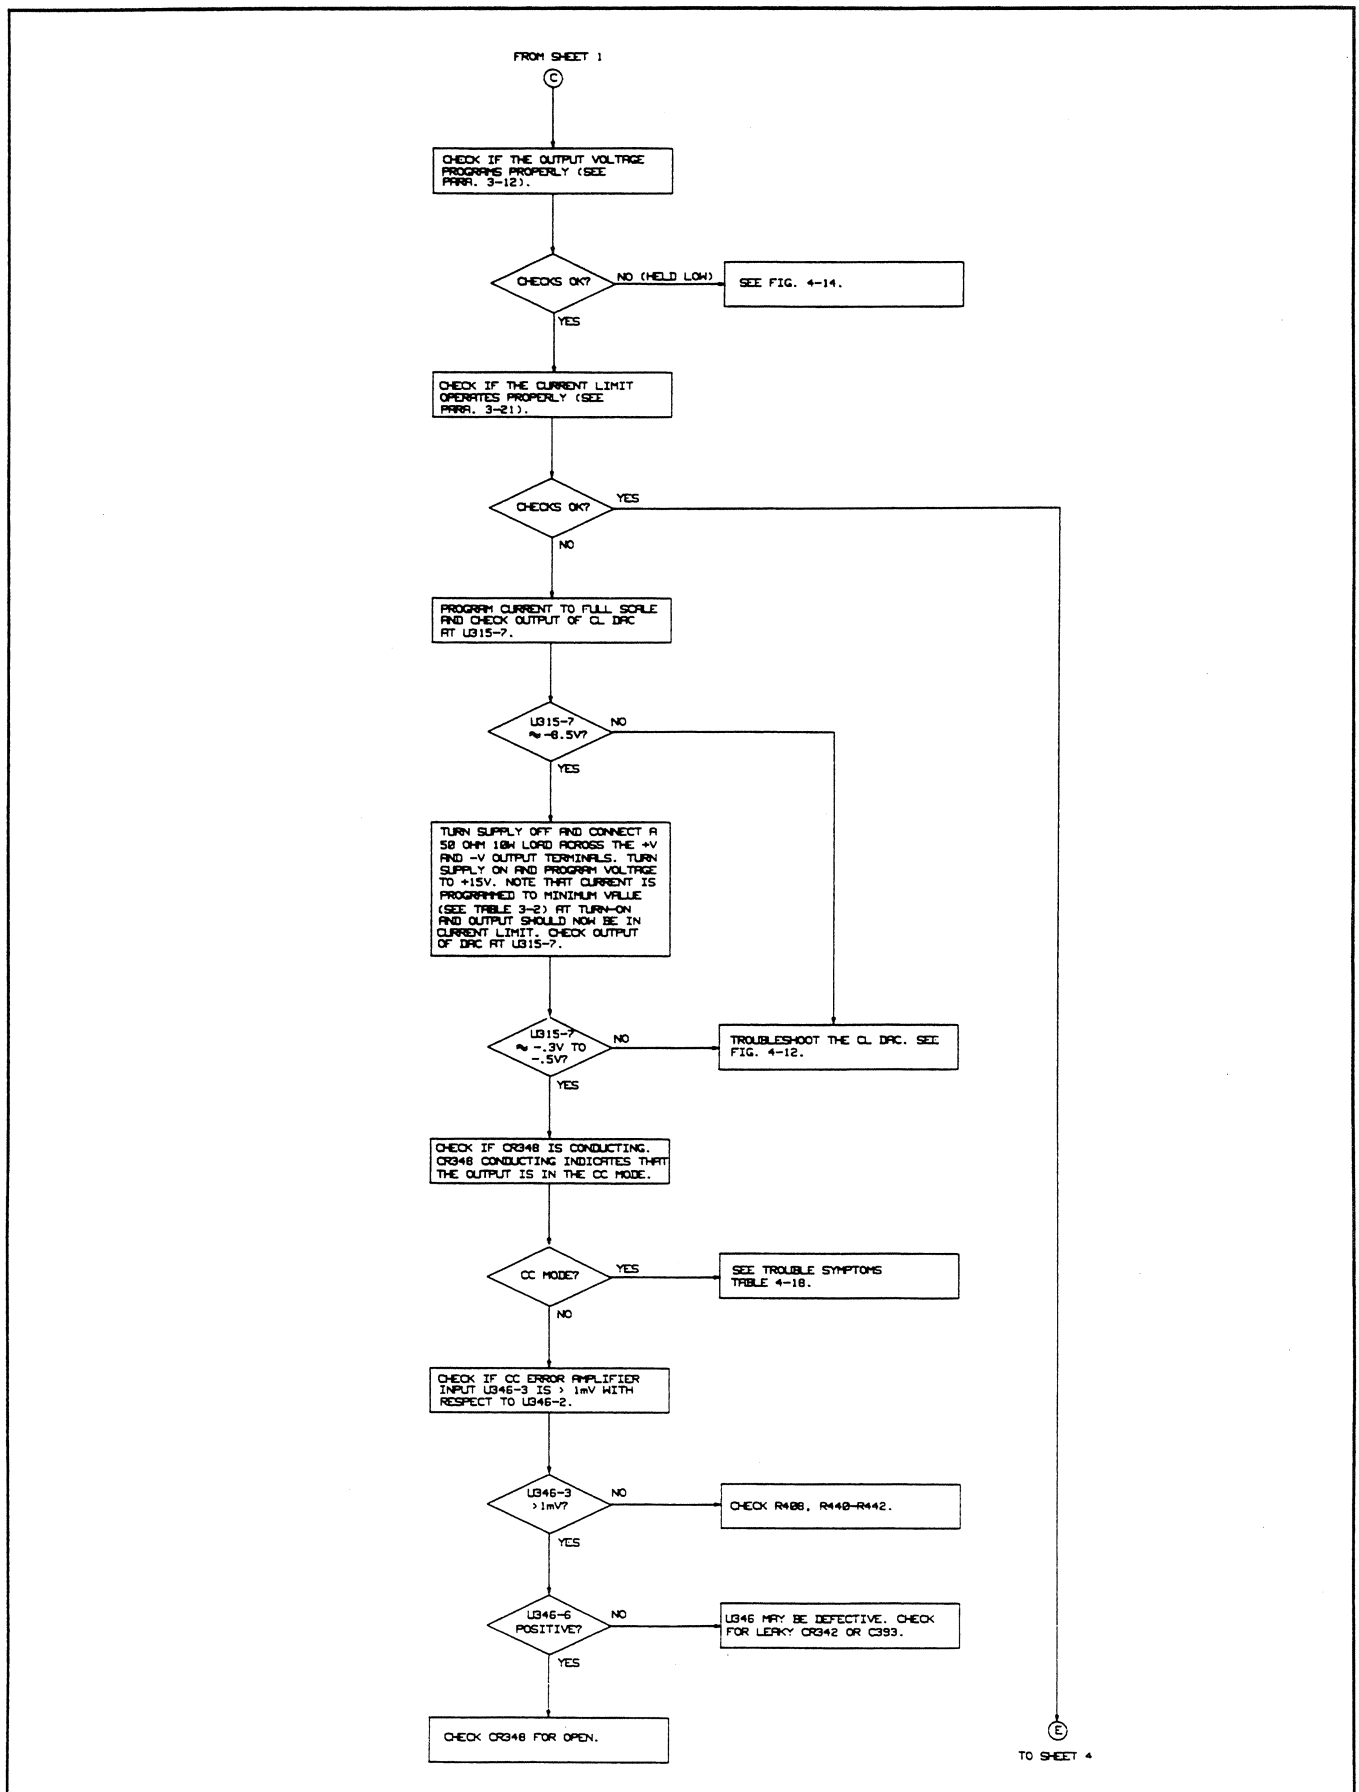 FROM SHEET 1
C
CHECK IF THE OUTPUT VOLTAGE
PROGRAMS PROPERLY (SEE
PARA. 3-12).
CHECKS OK?
NO (HELD LOW)
SEE FIG. 4-14.
YES
CHECK IF THE CURRENT LIMIT
OPERATES PROPERLY (SEE
PARA. 3-21).
CHECKS OK?
YES
NO
PROGRAM CURRENT TO FULL SCALE
AND CHECK OUTPUT OF CL DAC
AT U315-7.
U315-7
≈ -8.5V?
NO
YES
TURN SUPPLY OFF AND CONNECT A
50 OHM 10W LOAD ACROSS THE +V
AND -V OUTPUT TERMINALS. TURN
SUPPLY ON AND PROGRAM VOLTAGE
TO +15V. NOTE THAT CURRENT IS
PROGRAMMED TO MINIMUM VALUE
(SEE TABLE 3-2) AT TURN-ON
AND OUTPUT SHOULD NOW BE IN
CURRENT LIMIT. CHECK OUTPUT
OF DAC AT U315-7.
U315-7
≈ -.3V TO
-.5V?
NO
TROUBLESHOOT THE CL DAC. SEE
FIG. 4-12.
YES
CHECK IF CR348 IS CONDUCTING.
CR348 CONDUCTING INDICATES THAT
THE OUTPUT IS IN THE CC MODE.
CC MODE?
YES
SEE TROUBLE SYMPTOMS
TABLE 4-18.
NO
CHECK IF CC ERROR AMPLIFIER
INPUT U346-3 IS > 1mV WITH
RESPECT TO U346-2.
U346-3
>1mV?
NO
CHECK R408, R440-R442.
YES
U346-6
POSITIVE?
NO
U346 MAY BE DEFECTIVE. CHECK
FOR LEAKY CR342 OR C393.
YES
CHECK CR348 FOR OPEN.
E
TO SHEET 4